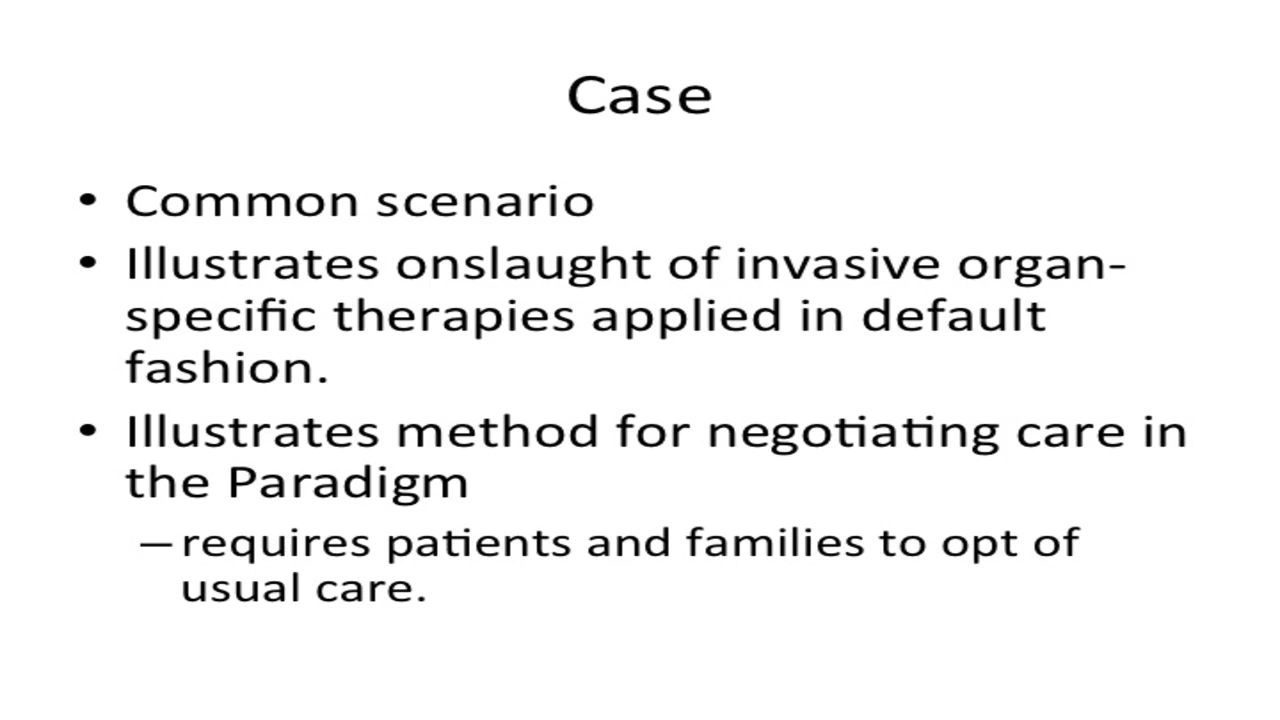 Case
• Common scenario
• Illustrates onslaught of invasive organ-
specific therapies applied in default
fashion.
• Illustrates method for negotiating care in
the Paradigm
– requires patients and families to opt of
usual care.